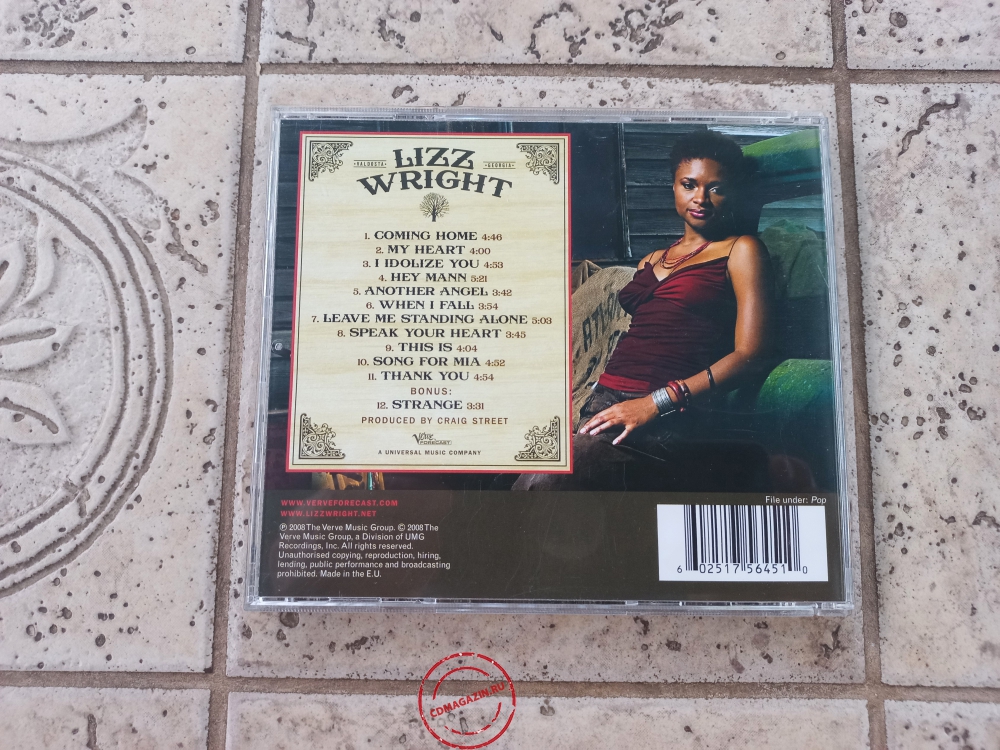 VALDOSTA LIZZ GEORGIA
WRIGHT
1. COMING HOME 4:46
2. MY HEART 4:00
3. I IDOLIZE YOU 4:53
4. HEY MANN 5:21
5. ANOTHER ANGEL 3:42
6. WHEN I FALL 3:54
7. LEAVE ME STANDING ALONE 5:03
8. SPEAK YOUR HEART 3:45
9. THIS IS 4:04
10. SONG FOR MIA 4:52
11. THANK YOU 4:54
BONUS:
12. STRANGE 3:31
PRODUCED BY CRAIG STREET
Verve
FORECAST
A UNIVERSAL MUSIC COMPANY
WWW.VERVEFORECAST.COM
WWW.LIZZWRIGHT.NET
℗ 2008 The Verve Music Group. © 2008 The
Verve Music Group, a Division of UMG
Recordings, Inc. All rights reserved.
Unauthorised copying, reproduction, hiring,
lending, public performance and broadcasting
prohibited. Made in the E.U.
File under: Pop
6 02517 56451 0
CDMAGAZIN.RU